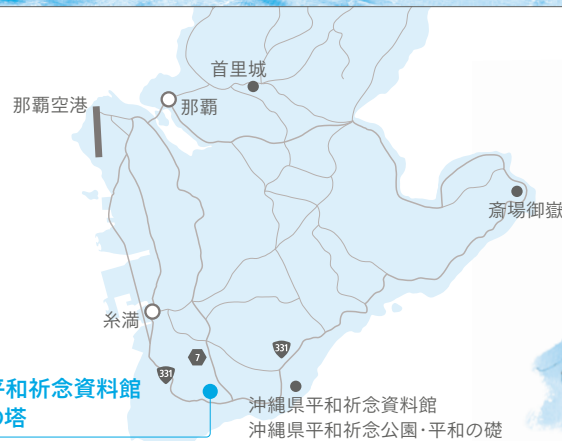 首里城
那覇空港
那覇
斎場御嶽
糸満
331
7
331
平和祈念資料館
の塔
沖縄県平和祈念資料館
沖縄県平和祈念公園・平和の礎